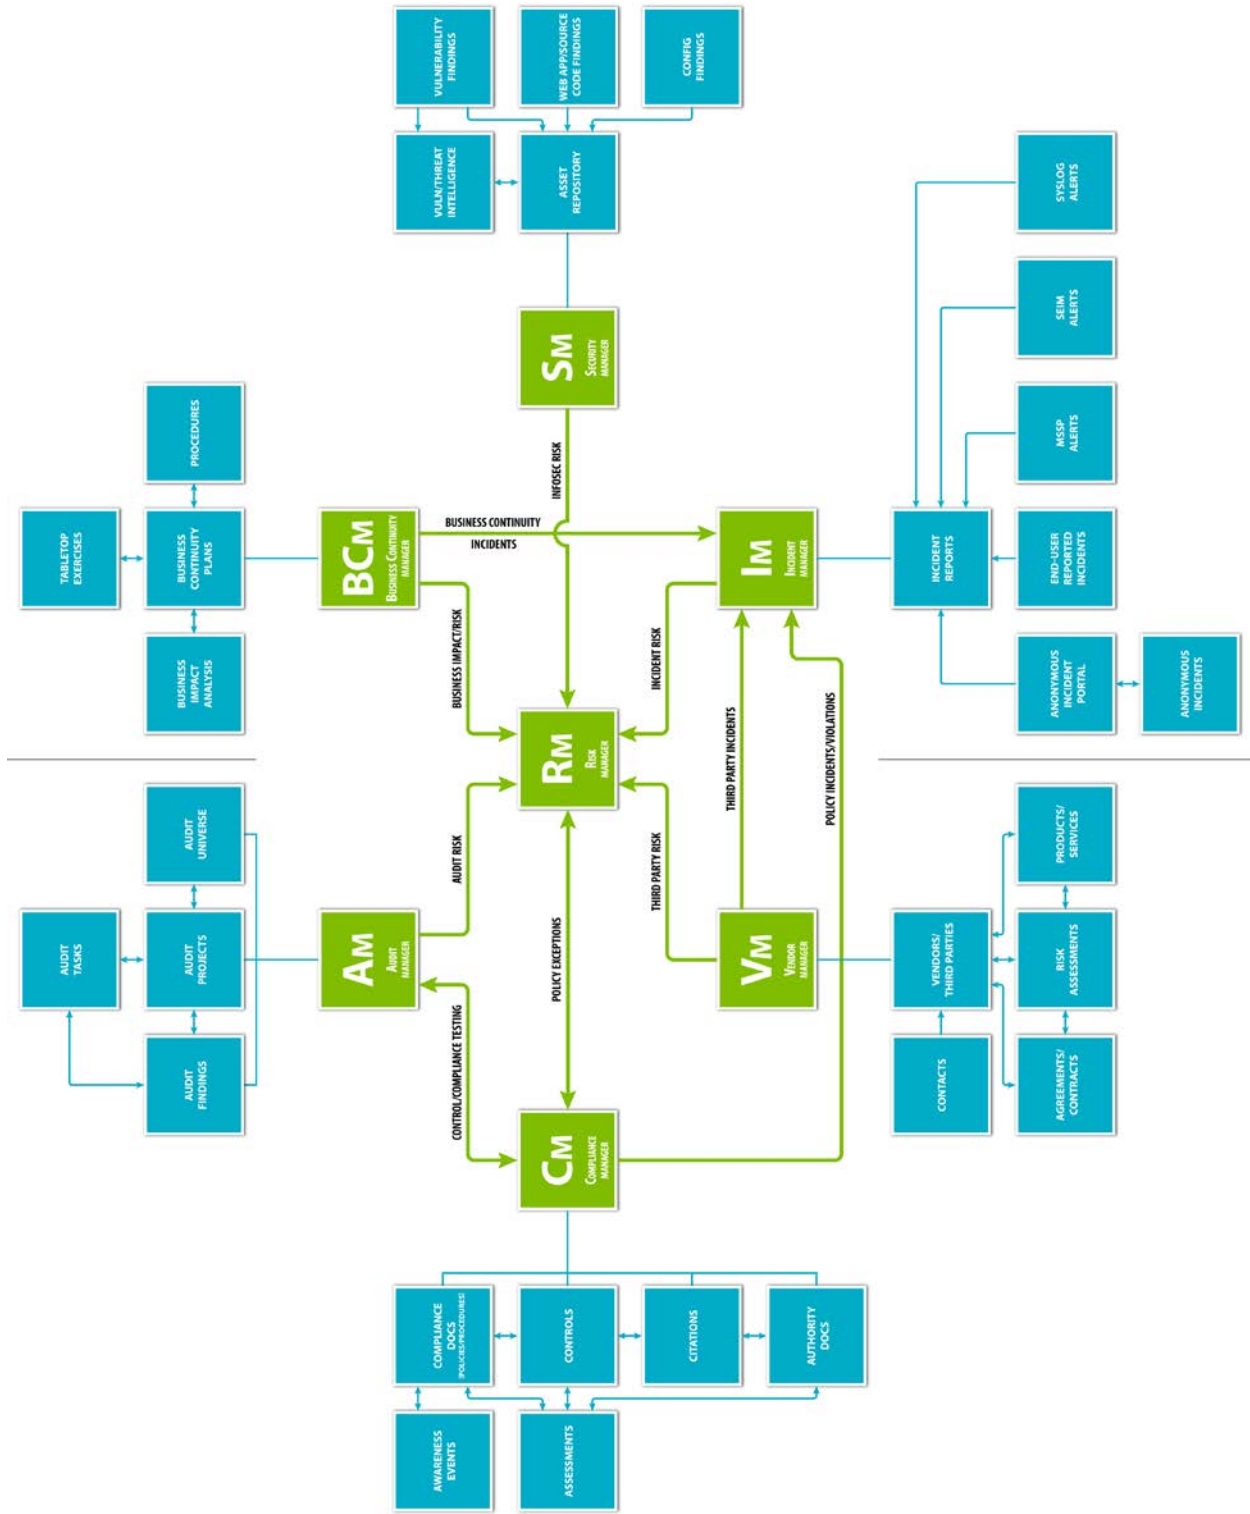 AUDIT
TASKS
TABLETOP
EXERCISES
AUDIT
FINDINGS
AUDIT
PROJECTS
AUDIT
UNIVERSE
BUSINESS
IMPACT
ANALYSIS
BUSINESS
CONTINUITY
PLANS
PROCEDURES
AM
AUDIT
MANAGER
BCM
BUSINESS CONTINUITY
MANAGER
AWARENESS
EVENTS
COMPLIANCE
DOCS
(POLICIES/PROCEDURES)
VULN/THREAT
INTELLIGENCE
VULNERABILITY
FINDINGS
CONTROL/COMPLIANCE TESTING
AUDIT RISK
BUSINESS IMPACT/RISK
BUSINESS CONTINUITY
INCIDENTS
ASSESSMENTS
CONTROLS
CM
COMPLIANCE
MANAGER
POLICY EXCEPTIONS
RM
RISK
MANAGER
INFOSEC RISK
SM
SECURITY
MANAGER
ASSET
REPOSITORY
WEB APP/SOURCE
CODE FINDINGS
CITATIONS
THIRD PARTY RISK
INCIDENT RISK
CONFIG
FINDINGS
AUTHORITY
DOCS
VM
VENDOR
MANAGER
THIRD PARTY INCIDENTS
IM
INCIDENT
MANAGER
POLICY INCIDENTS/VIOLATIONS
CONTACTS
VENDORS/
THIRD PARTIES
INCIDENT
REPORTS
AGREEMENTS/
CONTRACTS
RISK
ASSESSMENTS
PRODUCTS/
SERVICES
ANONYMOUS
INCIDENT
PORTAL
END-USER
REPORTED
INCIDENTS
MSSP
ALERTS
SEIM
ALERTS
SYSLOG
ALERTS
ANONYMOUS
INCIDENTS